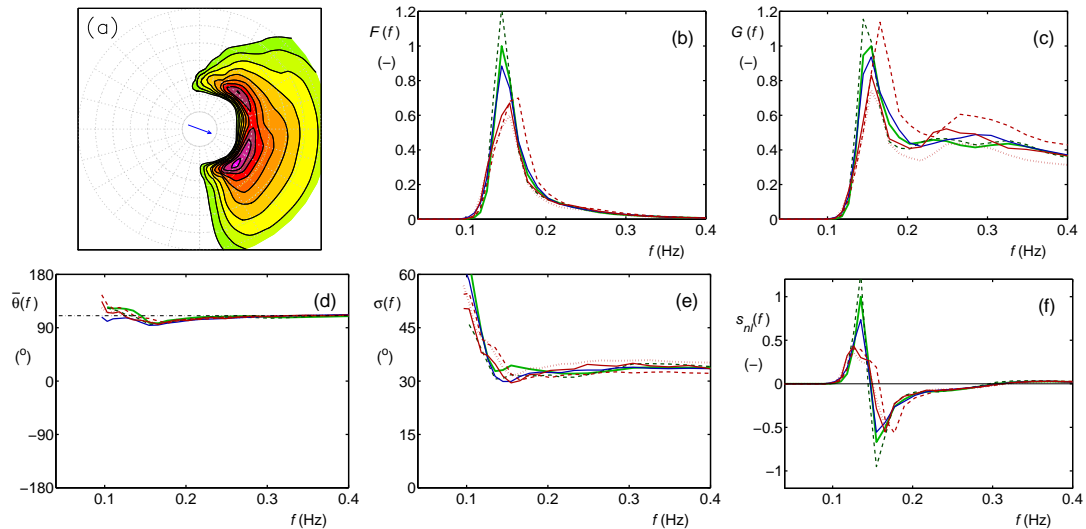 (a)
1.2
F (f)
(b)
1
(−)
0.8
0.6
0.4
0.2
0
0.1 0.2 0.3 0.4
f (Hz)
1.2
G (f)
(c)
1
(−)
0.8
0.6
0.4
0.2
0
0.1 0.2 0.3 0.4
f (Hz)
180
θ̅(f)
(d)
90
(°)
0
−90
−180
0.1 0.2 0.3 0.4
f (Hz)
60
σ(f)
(e)
45
(°)
30
15
0
0.1 0.2 0.3 0.4
f (Hz)
1
s_nl(f)
(f)
0.5
(−)
0
−0.5
−1
0.1 0.2 0.3 0.4
f (Hz)